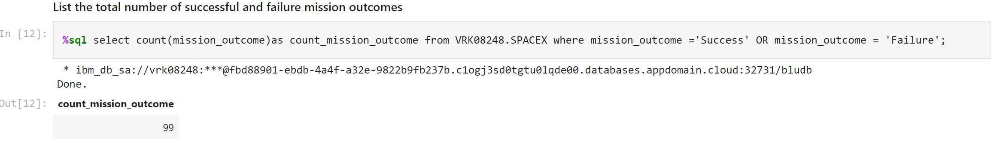 List the total number of successful and failure mission outcomes
In [12]:
%sql select count(mission_outcome)as count_mission_outcome from VRK08248.SPACEX where mission_outcome ='Success' OR mission_outcome = 'Failure';
* ibm_db_sa://vrk08248:***@fbd88901-ebdb-4a4f-a32e-9822b9fb237b.c1ogj3sd0tgtu0lqde00.databases.appdomain.cloud:32731/bludb
Done.
Out[12]:
count_mission_outcome
99